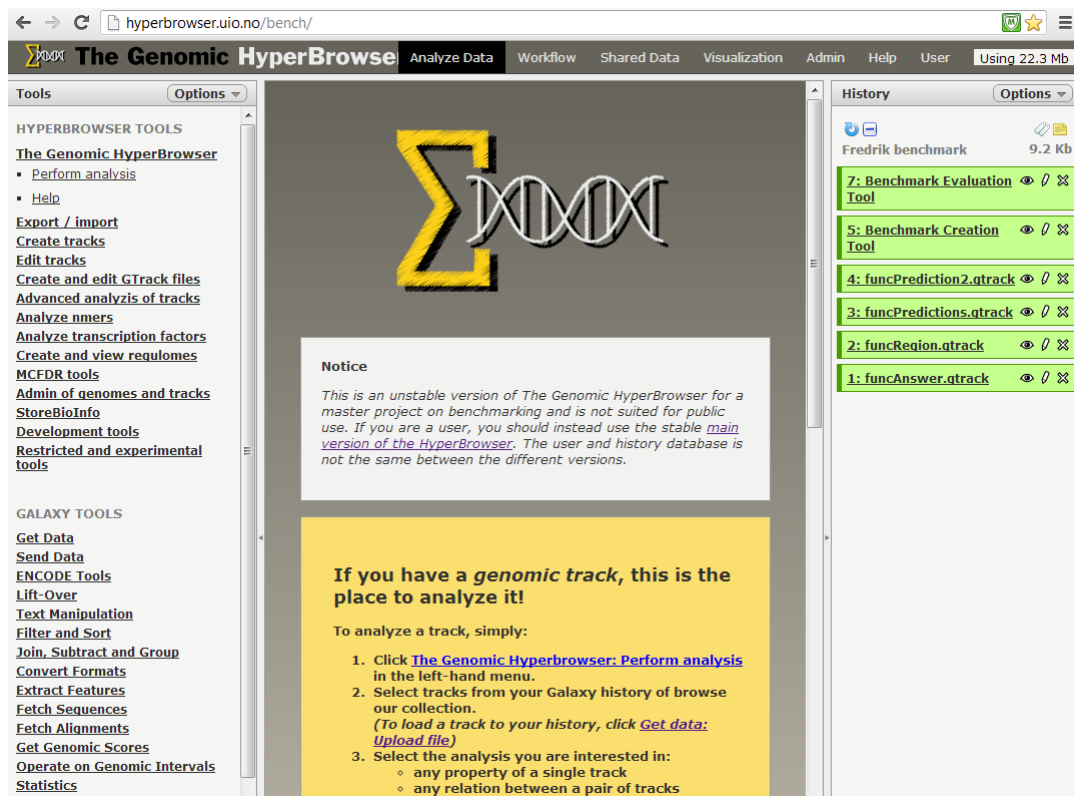 hyperbrowser.uio.no/bench/
The Genomic HyperBrowse
Analyze Data
Workflow
Shared Data
Visualization
Admin
Help
User
Using 22.3 Mb
Tools
Options
HYPERBROWSER TOOLS
The Genomic HyperBrowser
Perform analysis
Help
Export / import
Create tracks
Edit tracks
Create and edit GTrack files
Advanced analyzis of tracks
Analyze nmers
Analyze transcription factors
Create and view regulomes
MCFDR tools
Admin of genomes and tracks
StoreBioInfo
Development tools
Restricted and experimental
tools
GALAXY TOOLS
Get Data
Send Data
ENCODE Tools
Lift-Over
Text Manipulation
Filter and Sort
Join, Subtract and Group
Convert Formats
Extract Features
Fetch Sequences
Fetch Alignments
Get Genomic Scores
Operate on Genomic Intervals
Statistics
Notice
This is an unstable version of The Genomic HyperBrowser for a
master project on benchmarking and is not suited for public
use. If you are a user, you should instead use the stable main
version of the HyperBrowser. The user and history database is
not the same between the different versions.
If you have a genomic track, this is the
place to analyze it!
To analyze a track, simply:
1. Click The Genomic Hyperbrowser: Perform analysis
in the left-hand menu.
2. Select tracks from your Galaxy history of browse
our collection.
(To load a track to your history, click Get data:
Upload file)
3. Select the analysis you are interested in:
any property of a single track
any relation between a pair of tracks
History
Options
Fredrik benchmark
9.2 Kb
7: Benchmark Evaluation
Tool
5: Benchmark Creation
Tool
4: funcPrediction2.gtrack
3: funcPredictions.gtrack
2: funcRegion.gtrack
1: funcAnswer.gtrack